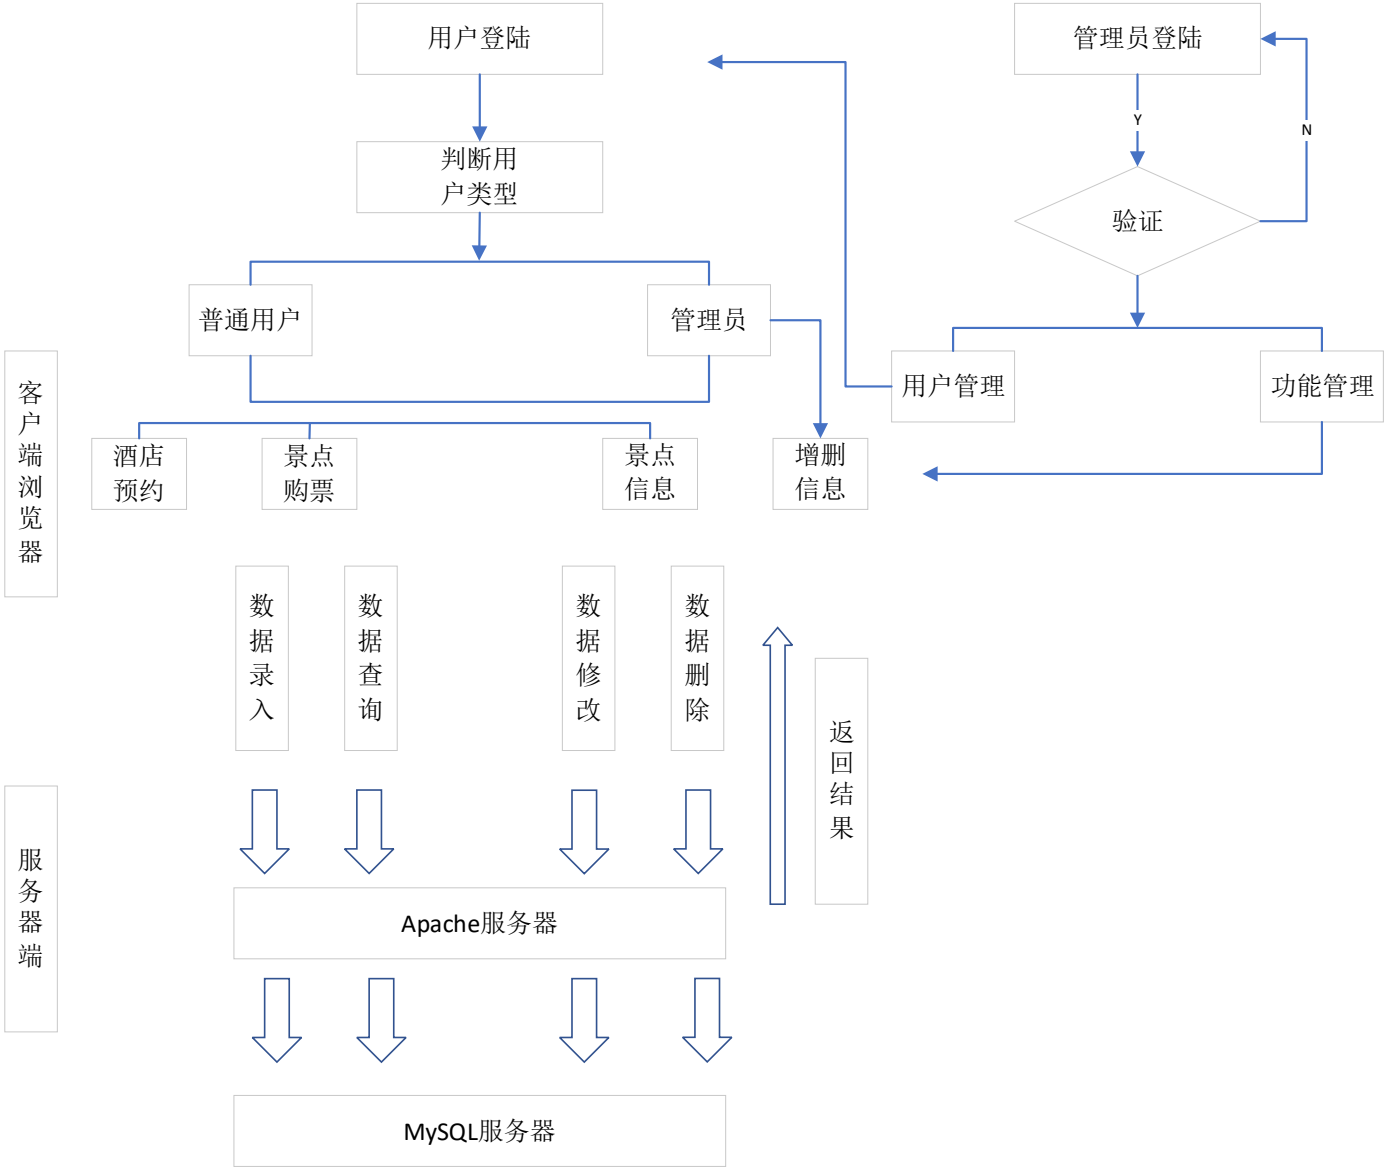 用户登陆
管理员登陆
Y
N
判断用
户类型
验证
普通用户
管理员
用户管理
功能管理
客
户
端
浏
览
器
酒店
预约
景点
购票
景点
信息
增删
信息
数
据
录
入
数
据
查
询
数
据
修
改
数
据
删
除
返
回
结
果
服
务
器
端
Apache服务器
MySQL服务器